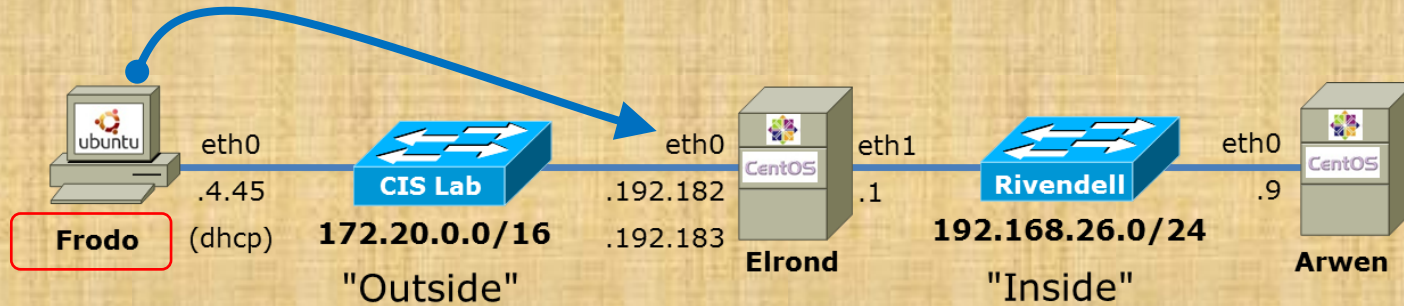 ubuntu
eth0
.4.45
(dhcp)
Frodo
CIS Lab
172.20.0.0/16
"Outside"
eth0
.192.182
.192.183
CentOS
Elrond
eth1
.1
Rivendell
192.168.26.0/24
"Inside"
eth0
.9
CentOS
Arwen